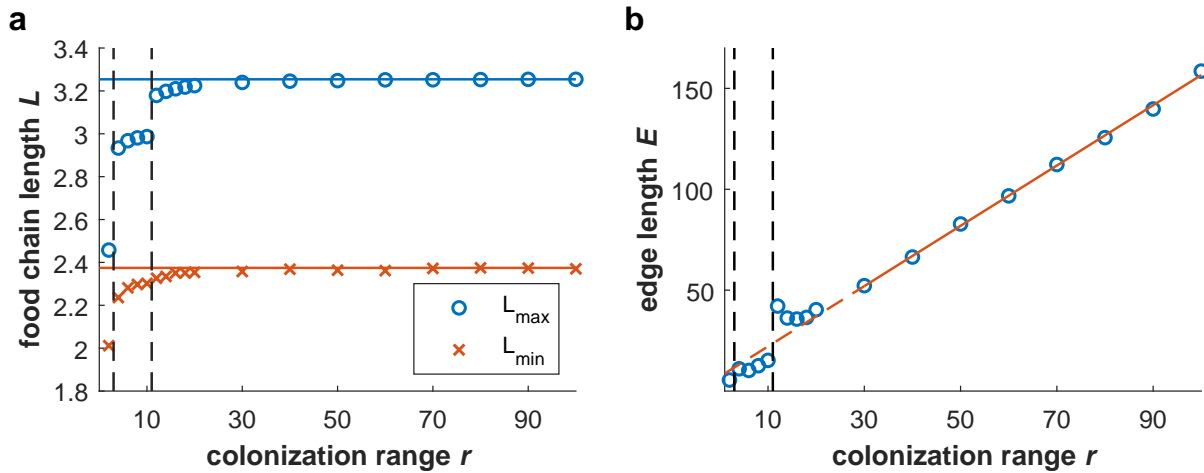 a
3.4
3.2
3
2.8
2.6
2.4
2.2
2
1.8
10
30
50
70
90
food chain length L
colonization range r
L_max
L_min
b
150
100
50
10
30
50
70
90
edge length E
colonization range r